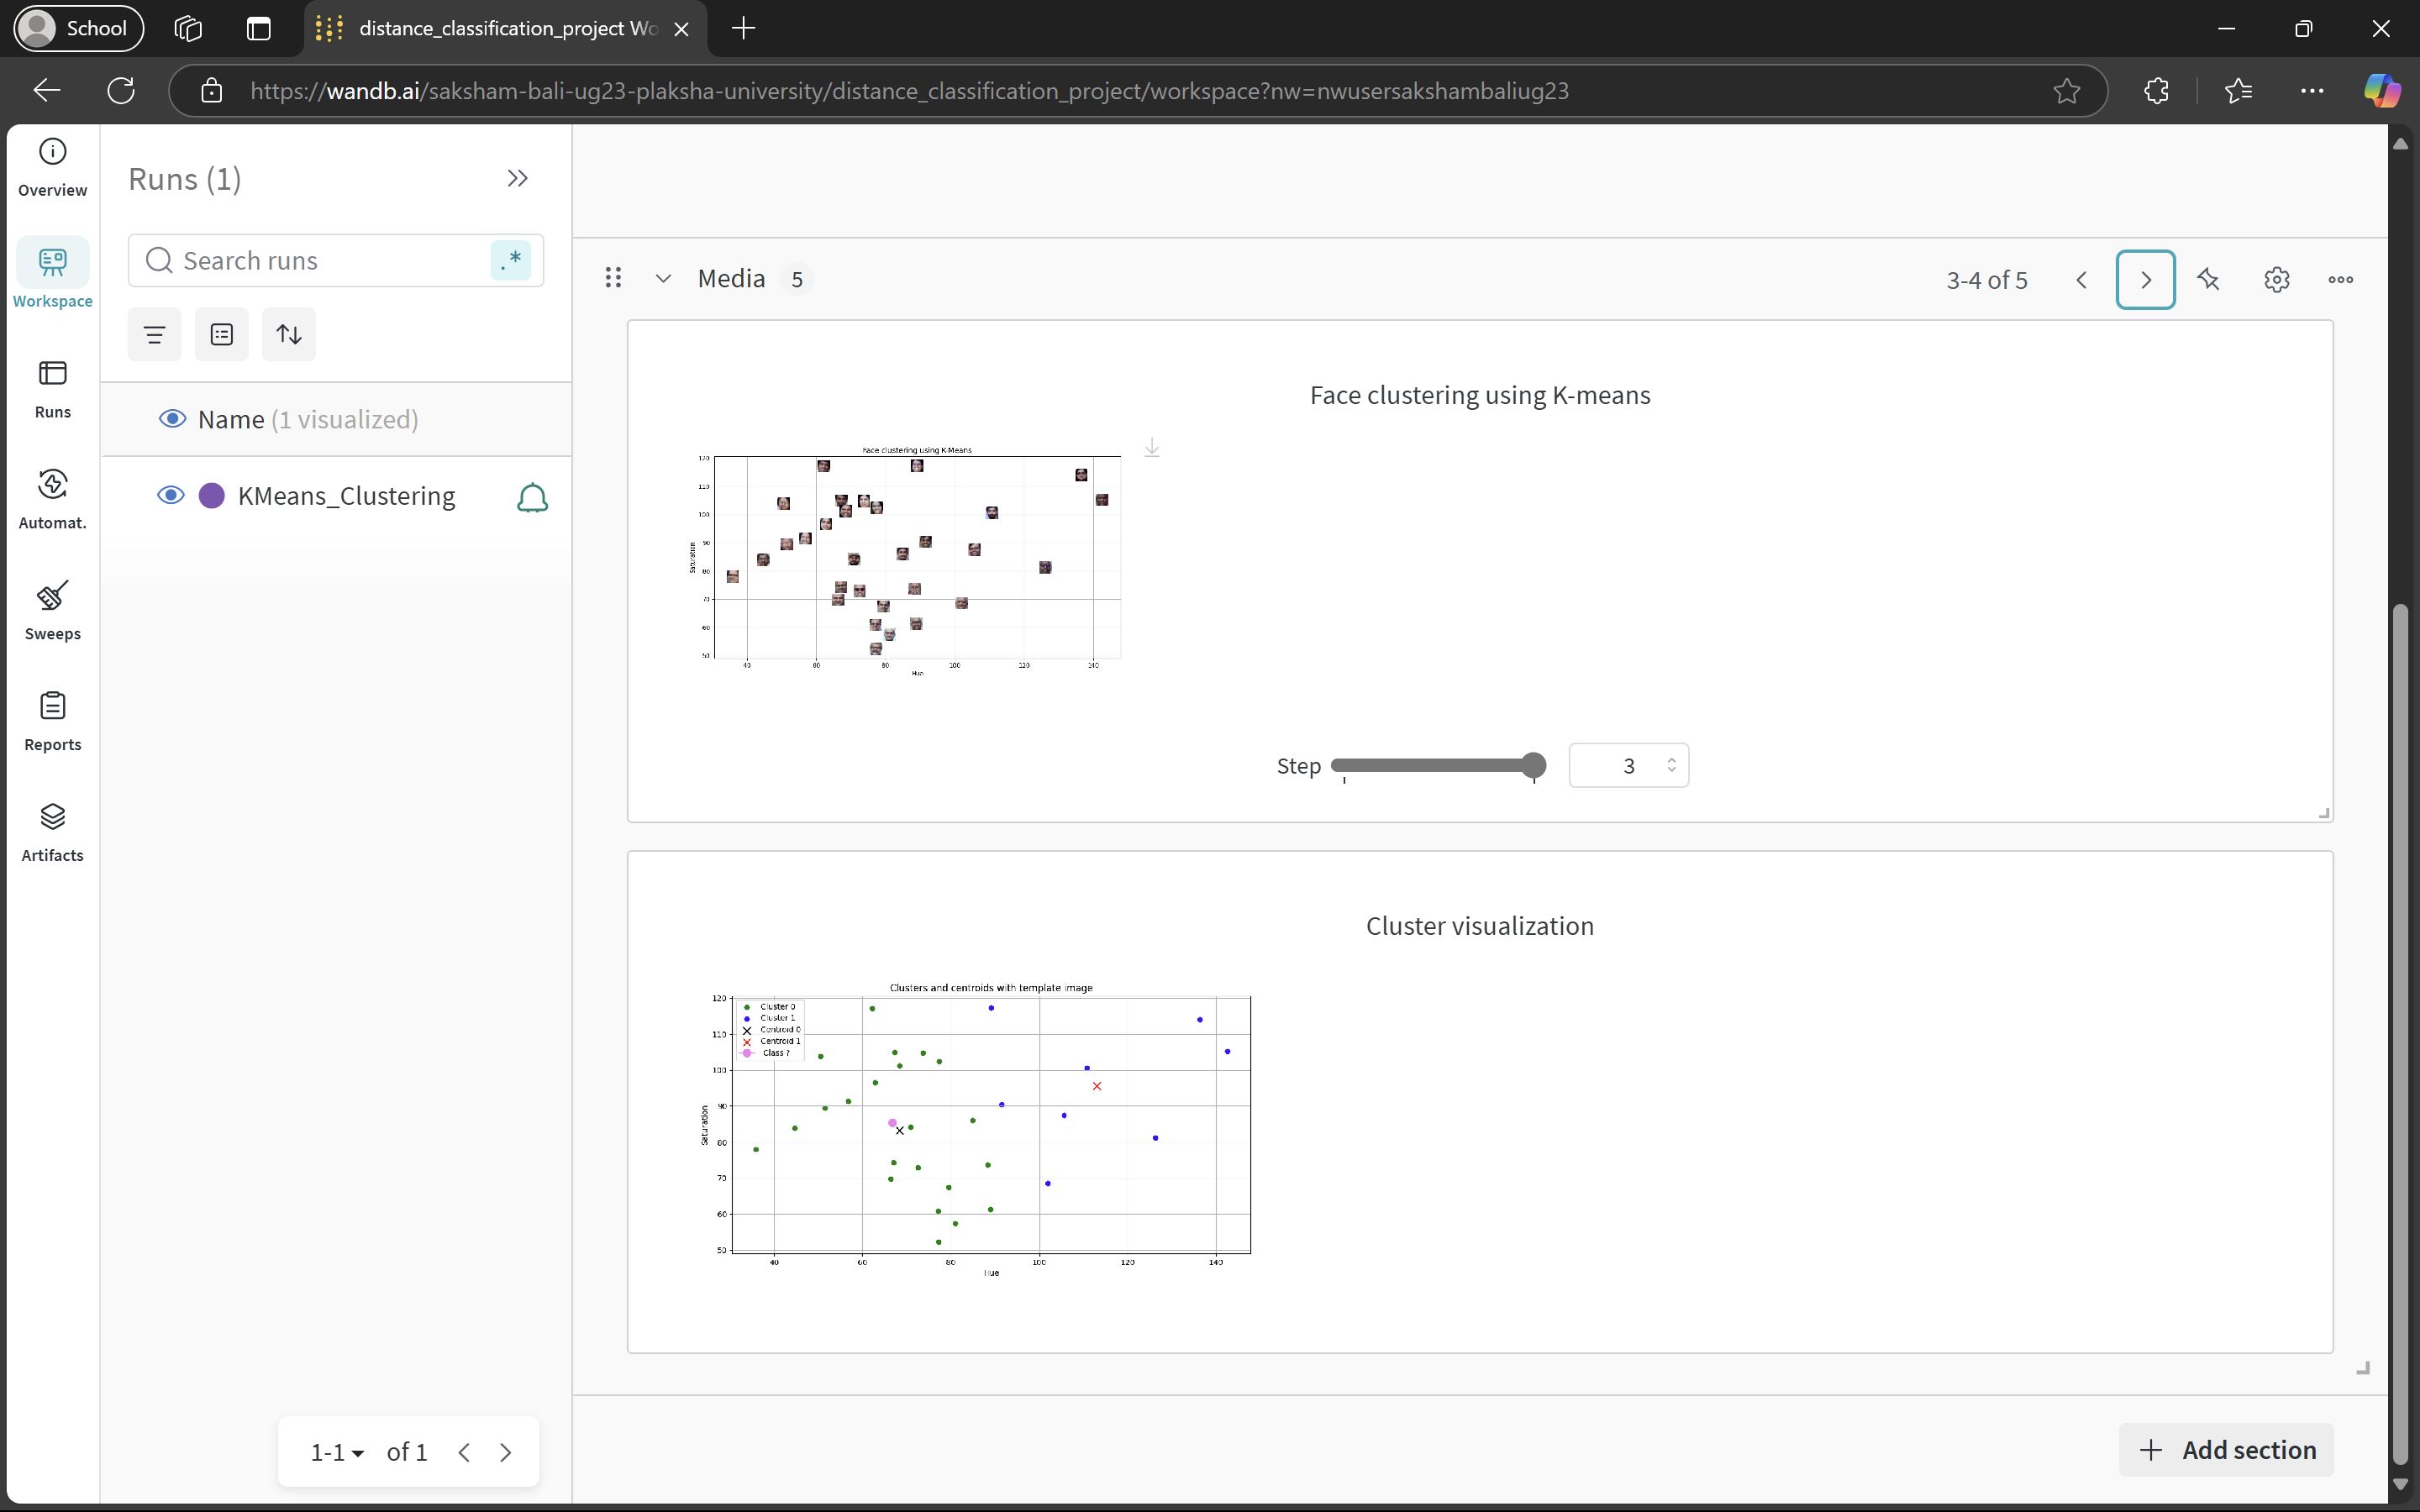 School
distance_classification_project Wo
https://wandb.ai/saksham-bali-ug23-plaksha-university/distance_classification_project/workspace?nw=nwusersakshambaliug23
Overview
Workspace
Runs
Automat.
Sweeps
Reports
Artifacts
Runs (1)
Search runs
.*
Name (1 visualized)
KMeans_Clustering
1-1 of 1
Media 5
3-4 of 5
Face clustering using K-means
Face clustering using K-Means
120
110
100
90
80
70
60
50
Saturation
40 60 80 100 120 140
Hue
Step 3
Cluster visualization
Clusters and centroids with template image
Cluster 0
Cluster 1
Centroid 0
Centroid 1
Class ?
120
110
100
90
80
70
60
50
Saturation
40 60 80 100 120 140
Hue
Add section